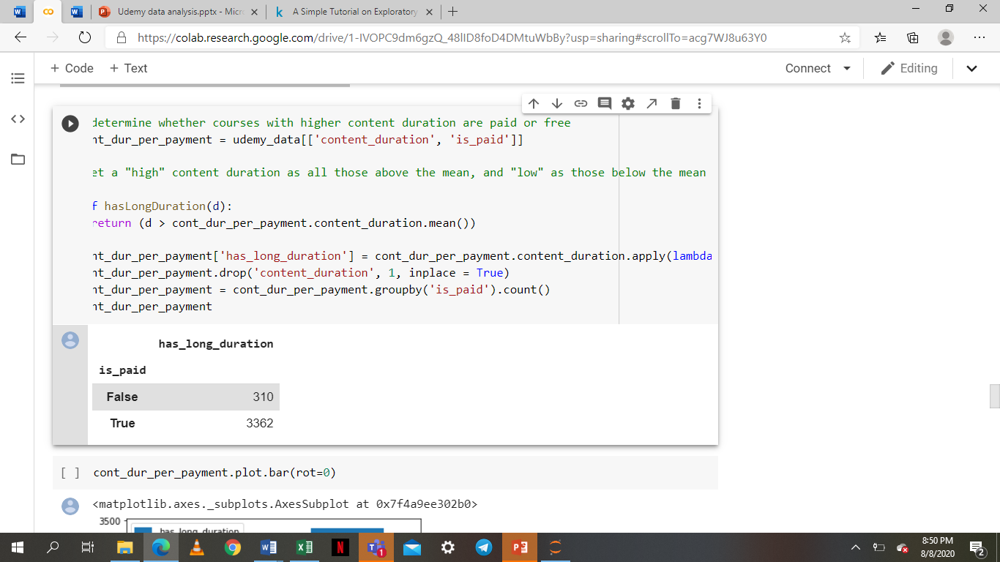 Udemy data analysis.pptx - Micr
A Simple Tutorial on Exploratory
https://colab.research.google.com/drive/1-IVOPC9dm6gzQ_48lID8foD4DMtuWbBy?usp=sharing#scrollTo=acg7WJ8u63Y0
+ Code + Text
Connect
Editing
determine whether courses with higher content duration are paid or free
nt_dur_per_payment = udemy_data[['content_duration', 'is_paid']]
et a "high" content duration as all those above the mean, and "low" as those below the mean
f hasLongDuration(d):
return (d > cont_dur_per_payment.content_duration.mean())
nt_dur_per_payment['has_long_duration'] = cont_dur_per_payment.content_duration.apply(lambda
nt_dur_per_payment.drop('content_duration', 1, inplace = True)
nt_dur_per_payment = cont_dur_per_payment.groupby('is_paid').count()
nt_dur_per_payment
has_long_duration
is_paid
False 310
True 3362
[ ] cont_dur_per_payment.plot.bar(rot=0)
<matplotlib.axes._subplots.AxesSubplot at 0x7f4a9ee302b0>
3500
has_long_duration
8:50 PM
8/8/2020